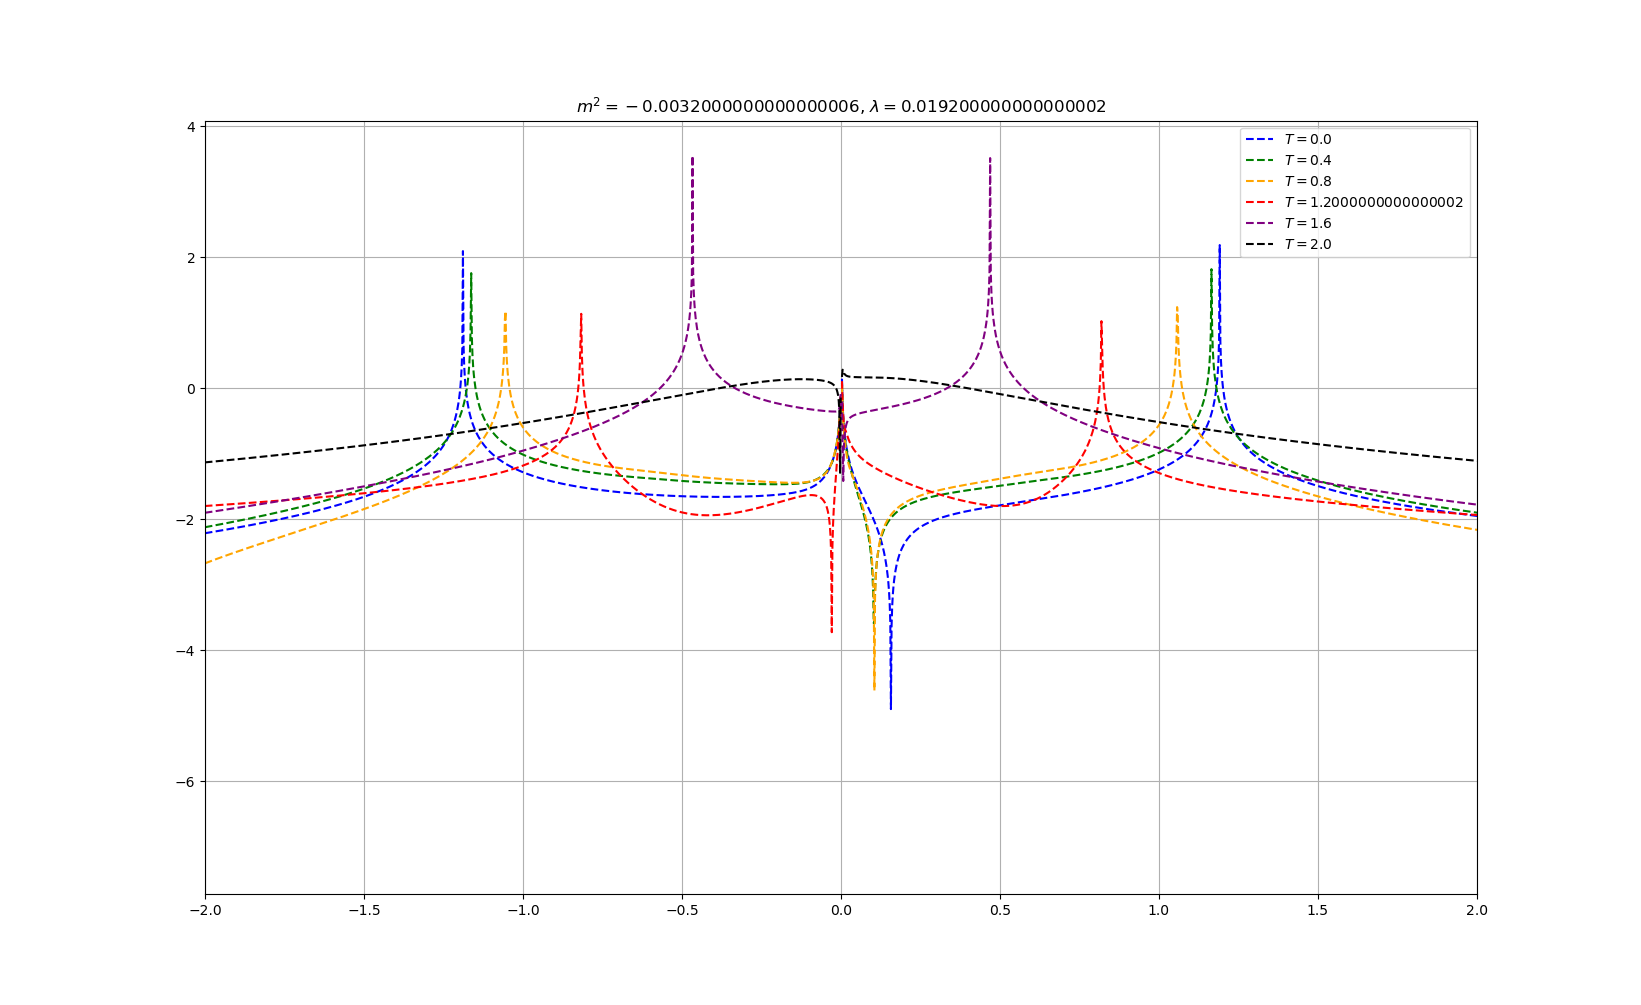 m² = −0.0032000000000000006, λ = 0.019200000000000002
4
2
0
−2
−4
−6
−2.0 −1.5 −1.0 −0.5 0.0 0.5 1.0 1.5 2.0
T = 0.0
T = 0.4
T = 0.8
T = 1.2000000000000002
T = 1.6
T = 2.0